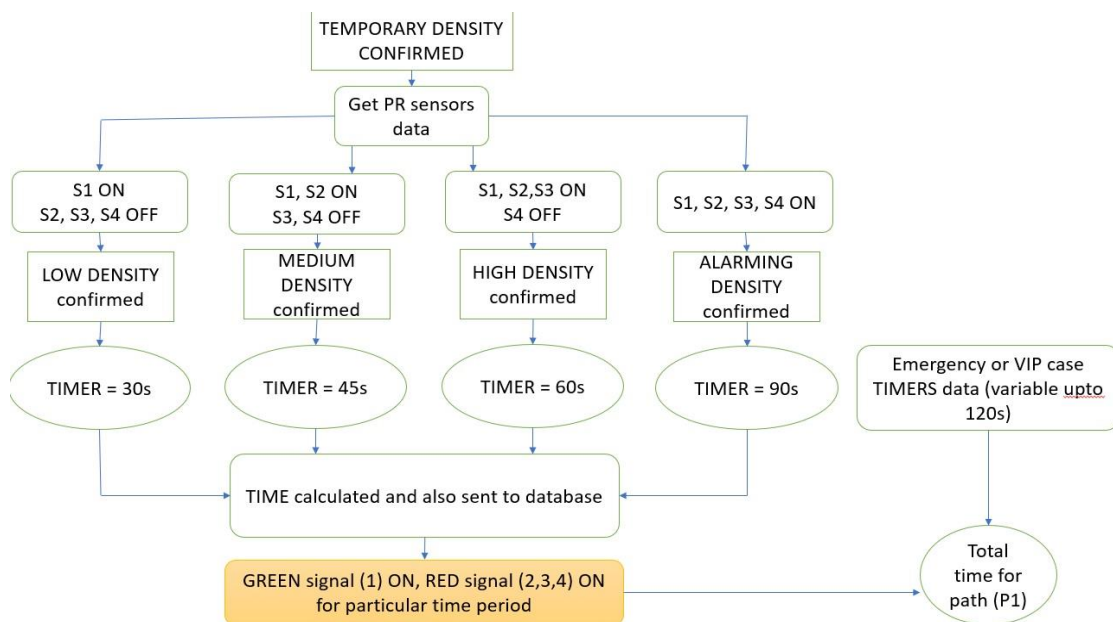 TEMPORARY DENSITY
CONFIRMED
Get PR sensors
data
S1 ON
S2, S3, S4 OFF
S1, S2 ON
S3, S4 OFF
S1, S2,S3 ON
S4 OFF
S1, S2, S3, S4 ON
LOW DENSITY
confirmed
MEDIUM
DENSITY
confirmed
HIGH DENSITY
confirmed
ALARMING
DENSITY
confirmed
TIMER = 30s
TIMER = 45s
TIMER = 60s
TIMER = 90s
Emergency or VIP case
TIMERS data (variable upto
120s)
TIME calculated and also sent to database
GREEN signal (1) ON, RED signal (2,3,4) ON
for particular time period
Total
time for
path (P1)